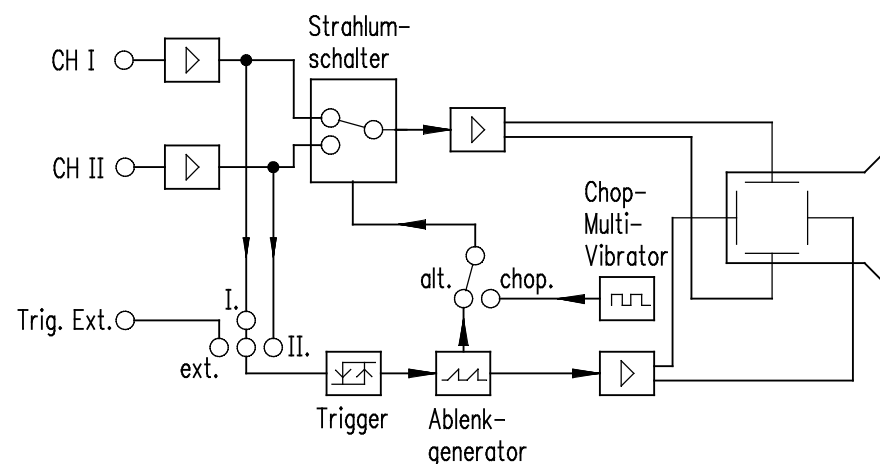 Strahlum-
schalter
CH I
CH II
Chop-
Multi-
Vibrator
alt.
chop.
I.
Trig. Ext.
II.
ext.
Trigger
Ablenk-
generator